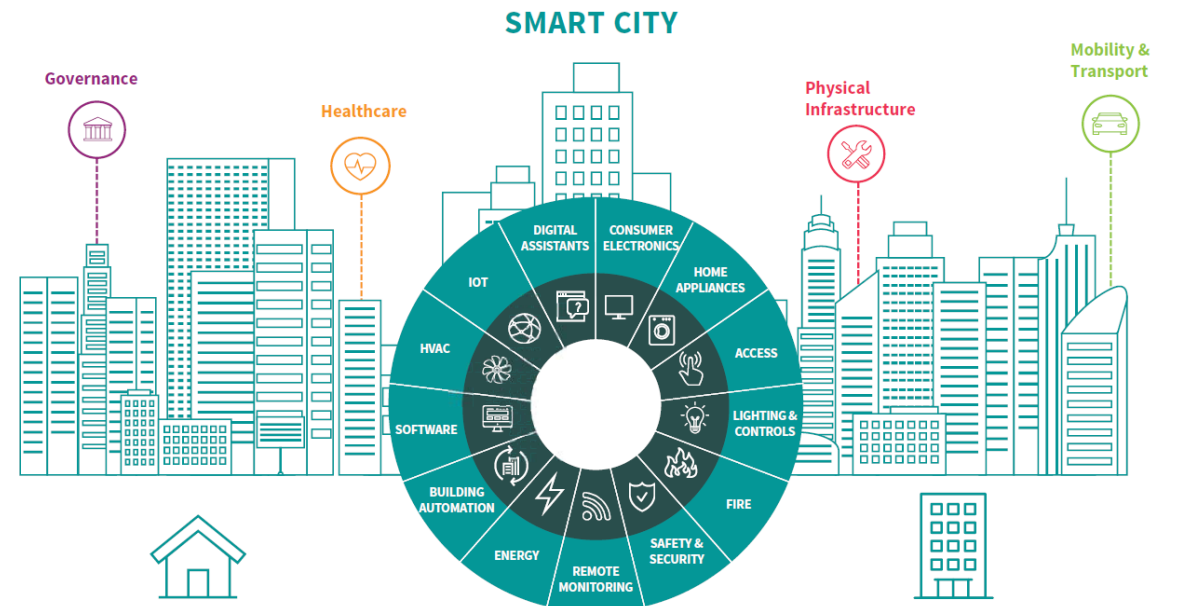 SMART CITY
Governance
Healthcare
Physical
Infrastructure
Mobility &
Transport
DIGITAL
ASSISTANTS
CONSUMER
ELECTRONICS
HOME
APPLIANCES
ACCESS
LIGHTING &
CONTROLS
FIRE
SAFETY &
SECURITY
REMOTE
MONITORING
ENERGY
BUILDING
AUTOMATION
SOFTWARE
HVAC
IOT
?